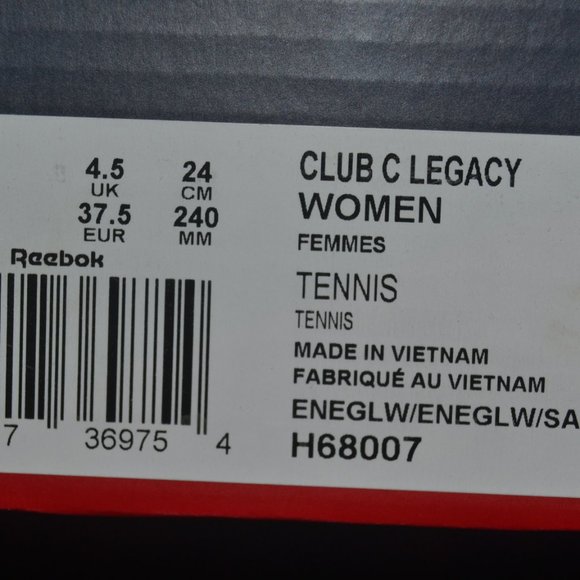 4.5 24
UK CM
37.5 240
EUR MM
Reebok
7 36975 4
CLUB C LEGACY
WOMEN
FEMMES
TENNIS
TENNIS
MADE IN VIETNAM
FABRIQUÉ AU VIETNAM
ENEGLW/ENEGLW/SA
H68007